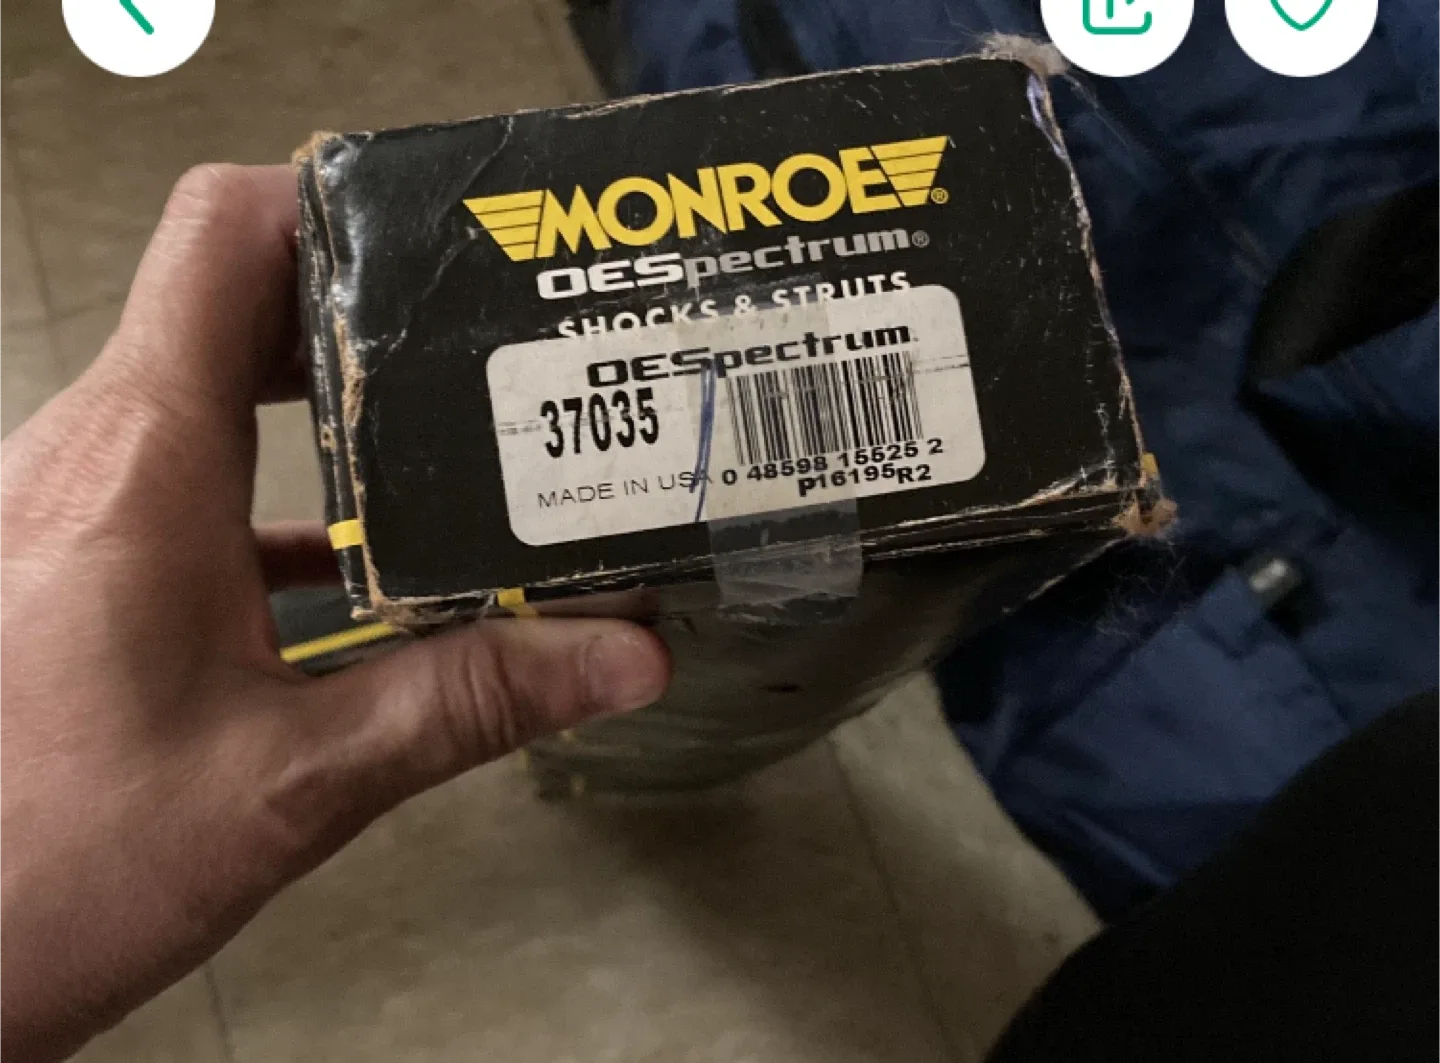 MONROE®
OESpectrum®
SHOCKS & STRUTS
OESpectrum.
37035
MADE IN USA
0 48598 15525 2
P16195R2